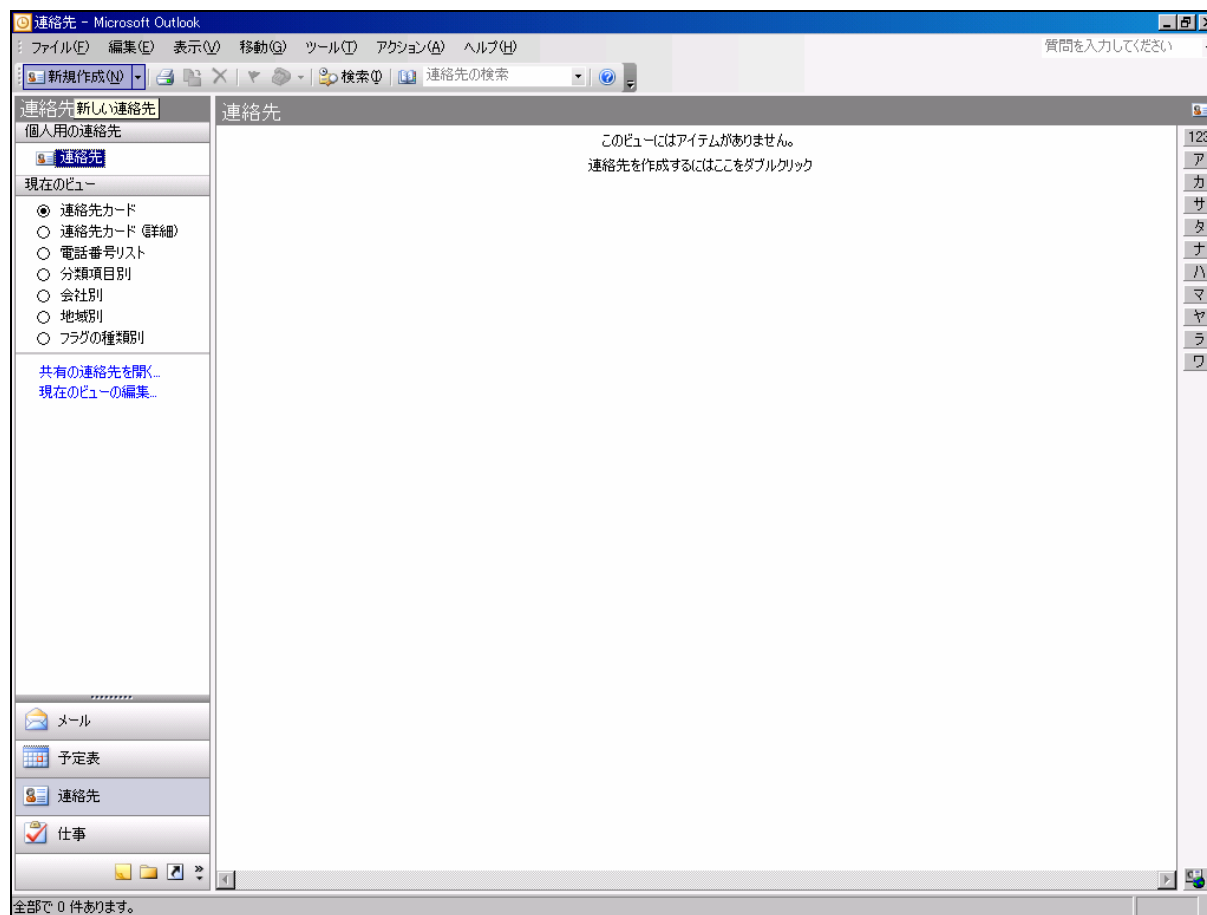 連絡先 - Microsoft Outlook
ファイル(F) 編集(E) 表示(V) 移動(G) ツール(T) アクション(A) ヘルプ(H) 質問を入力してください
新規作成(N) 検索(I) 連絡先の検索
連絡先 新しい連絡先
連絡先
個人用の連絡先
連絡先
現在のビュー
連絡先カード
連絡先カード (詳細)
電話番号リスト
分類項目別
会社別
地域別
フラグの種類別
共有の連絡先を開く...
現在のビューの編集...
このビューにはアイテムがありません。
連絡先を作成するにはここをダブルクリック
123
ア
カ
サ
タ
ナ
ハ
マ
ヤ
ラ
ワ
メール
予定表
連絡先
仕事
全部で 0 件あります。